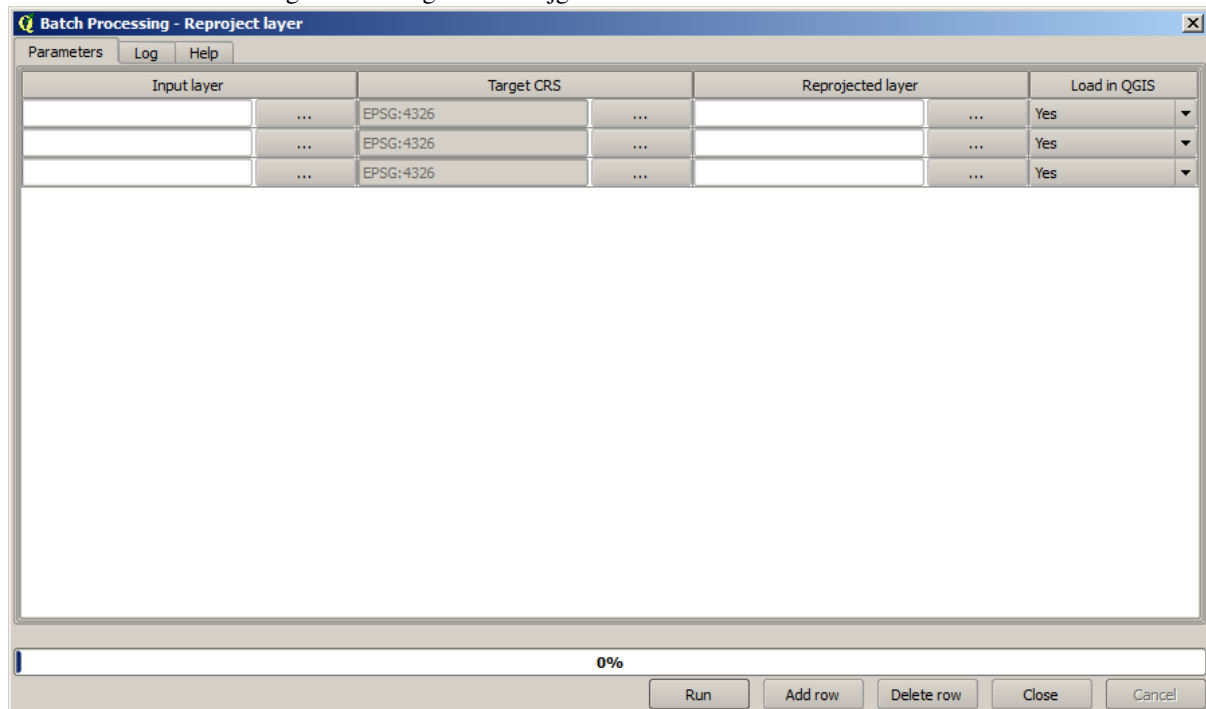 Batch Processing - Reproject layer
Parameters Log Help
Input layer Target CRS Reprojected layer Load in QGIS
... EPSG:4326 ... ... Yes
... EPSG:4326 ... ... Yes
... EPSG:4326 ... ... Yes
0%
Run Add row Delete row Close Cancel